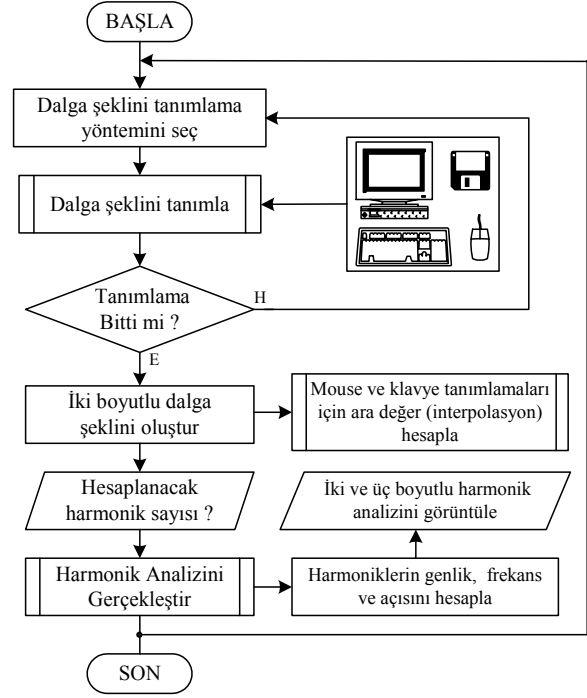 BAŞLA
Dalga şeklini tanımlama
yöntemini seç
Dalga şeklini tanımla
Tanımlama
Bitti mi ?
H
E
İki boyutlu dalga
şeklini oluştur
Mouse ve klavye tanımlamaları
için ara değer (interpolasyon)
hesapla
Hesaplanacak
harmonik sayısı ?
İki ve üç boyutlu harmonik
analizini görüntüle
Harmonik Analizini
Gerçekleştir
Harmoniklerin genlik, frekans
ve açısını hesapla
SON